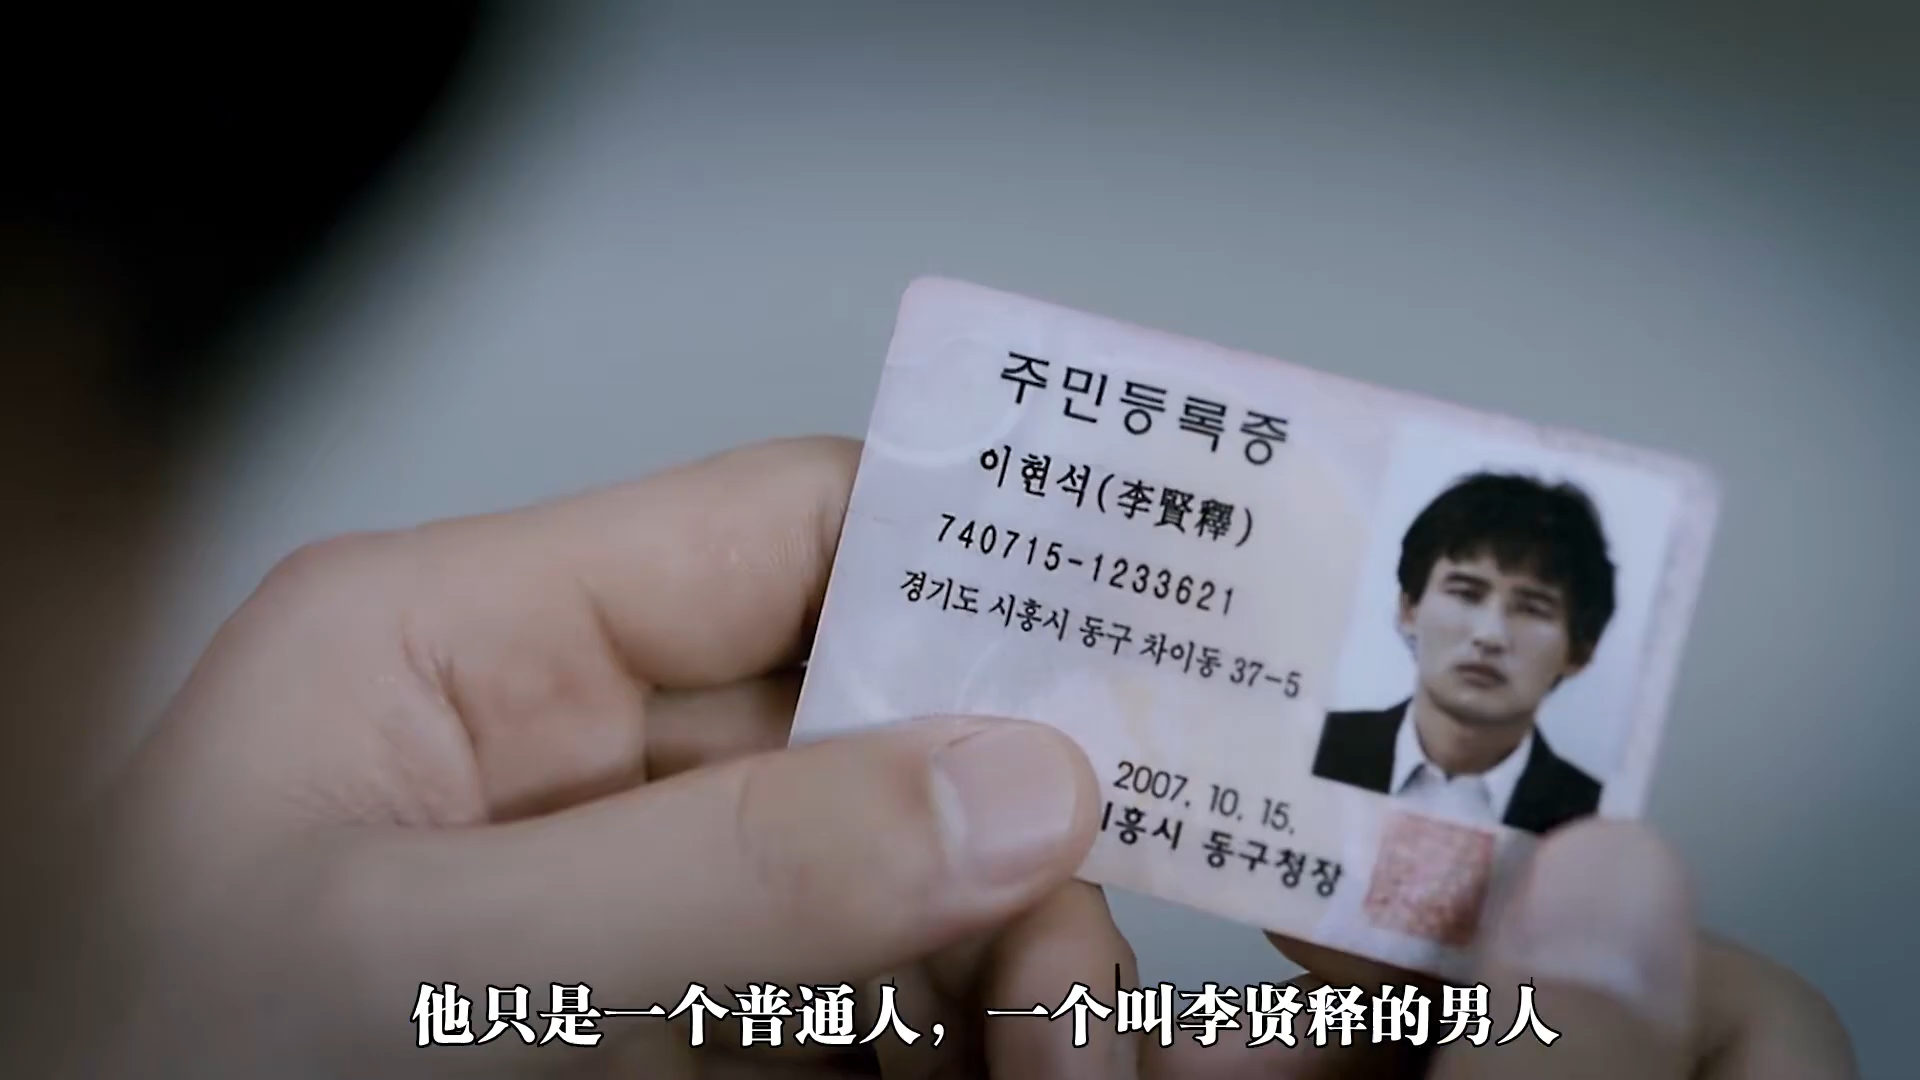 주민등록증
이현석(李賢釋)
740715-1233621
경기도 시흥시 동구 차이동 37-5
2007. 10. 15.
흥시 동구청장
他只是一个普通人，一个叫李贤释的男人